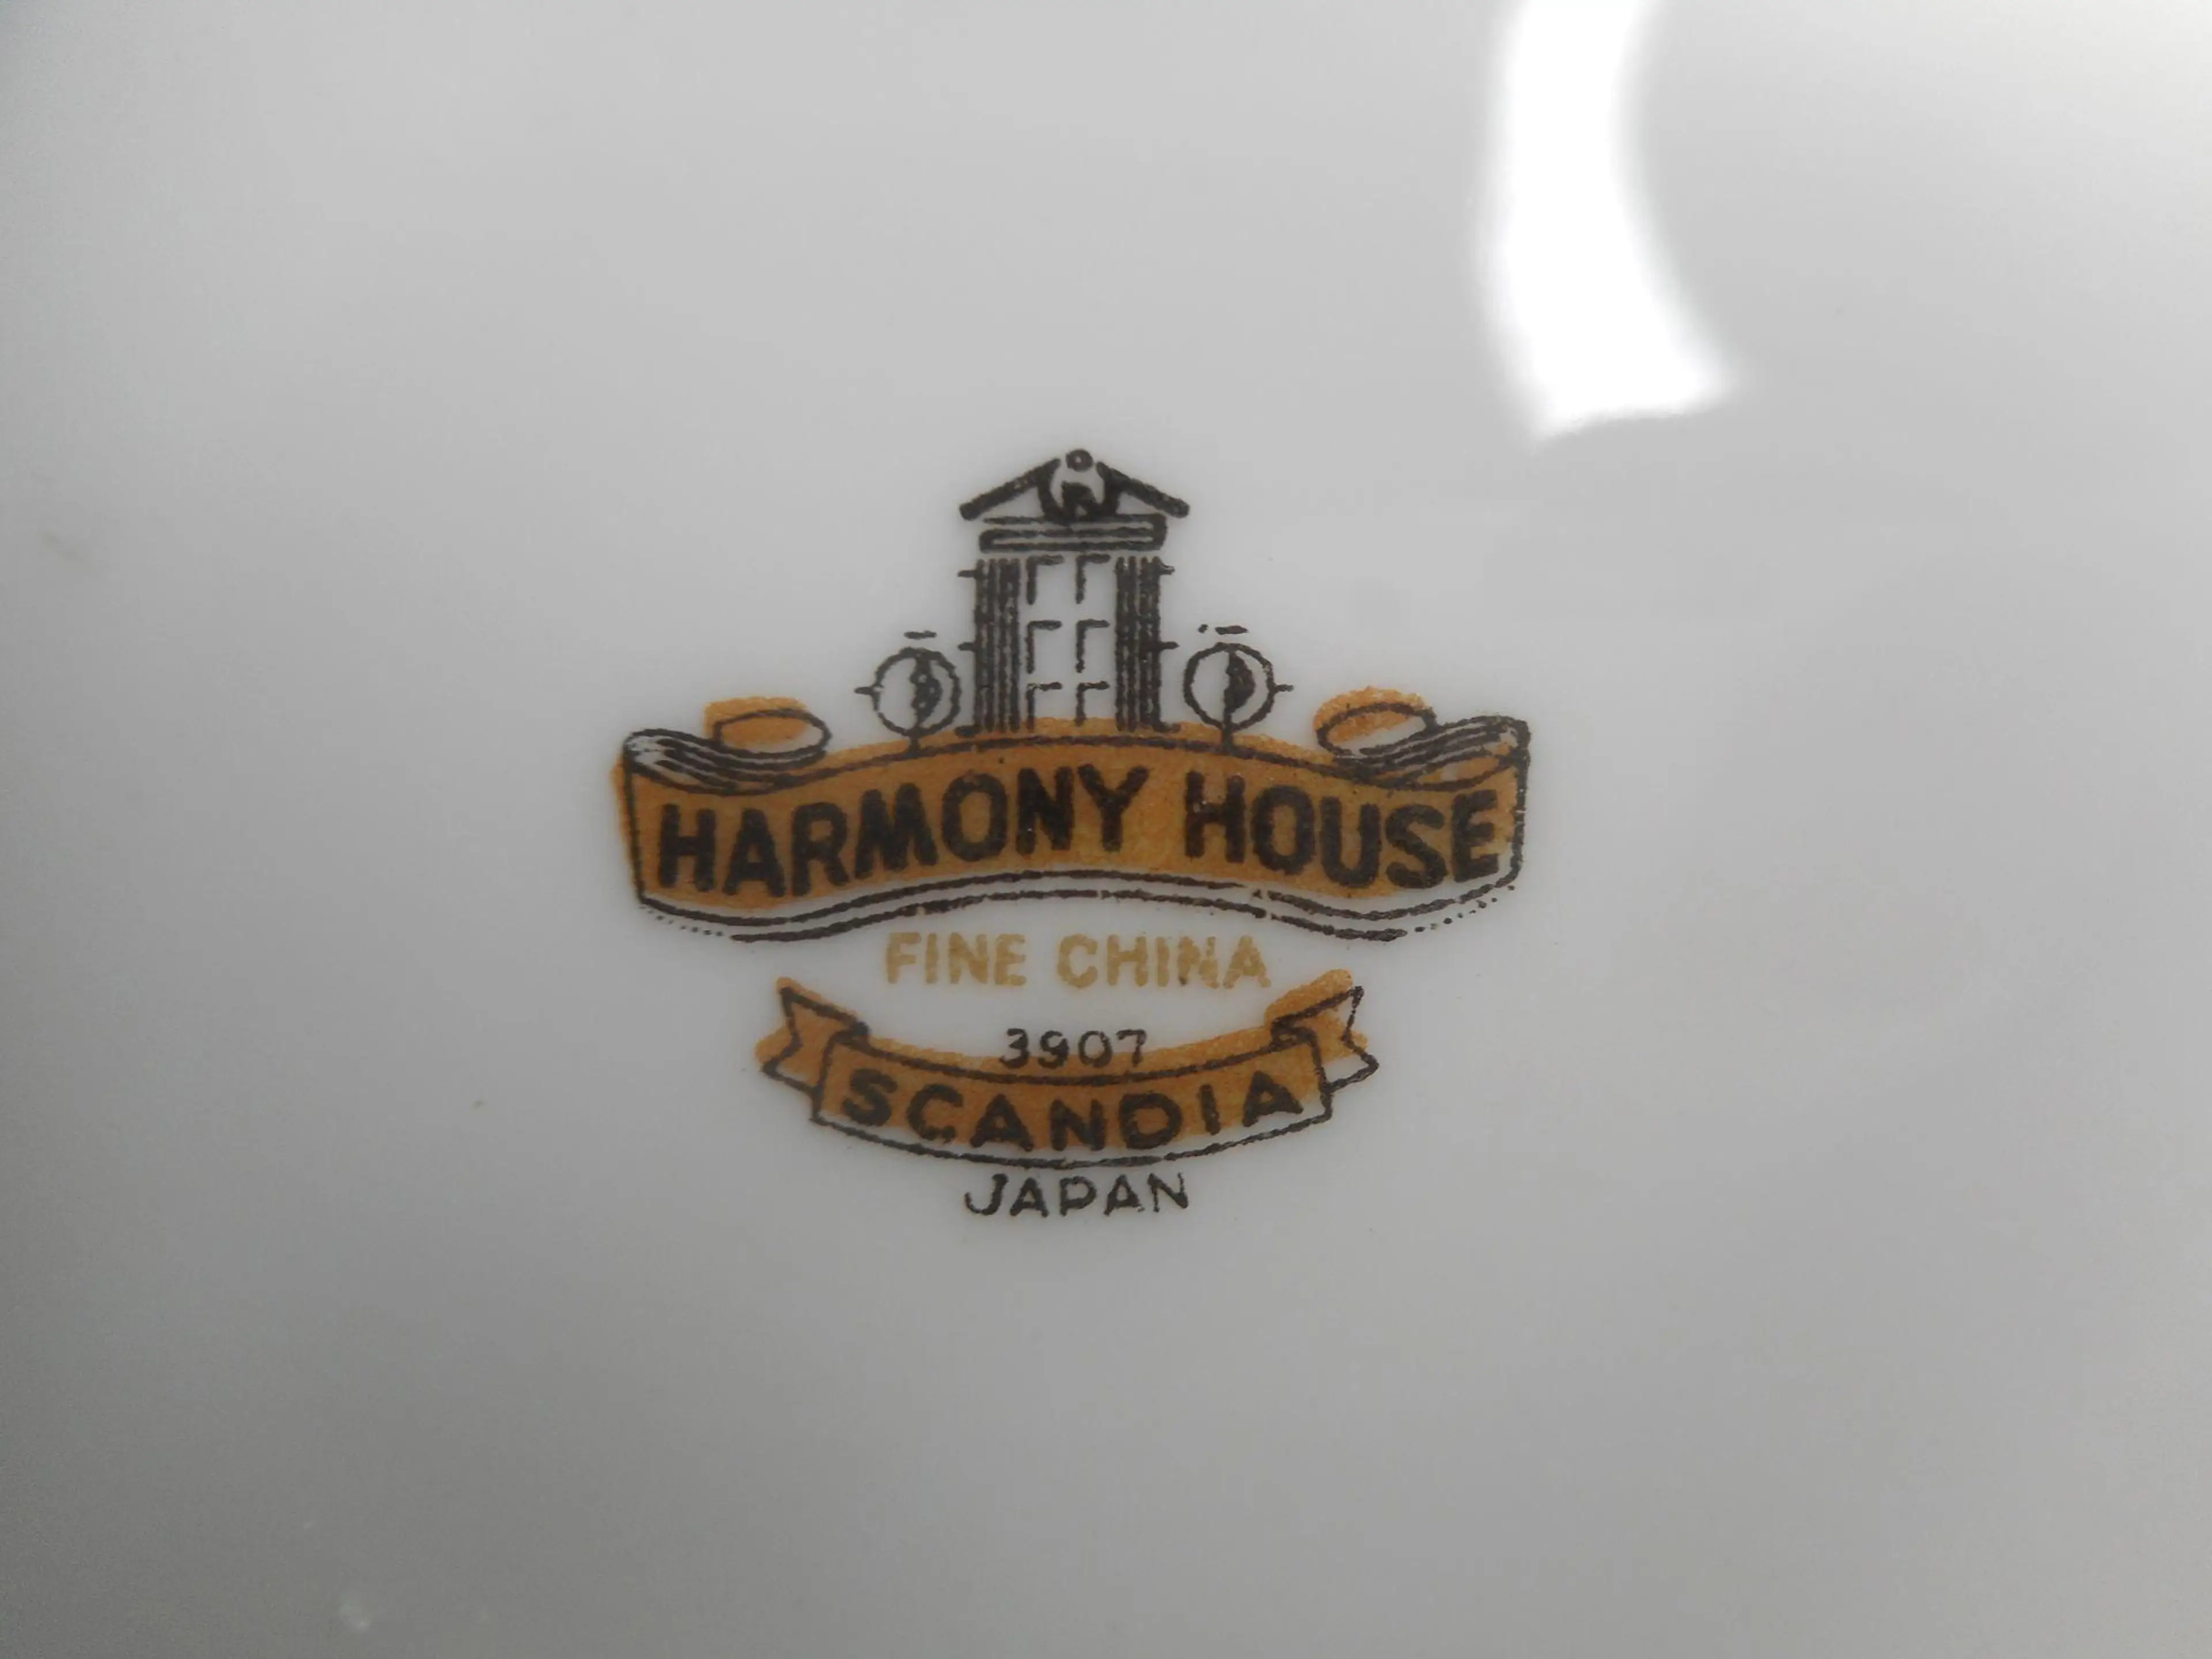 HARMONY HOUSE
FINE CHINA
3907
SCANDIA
JAPAN